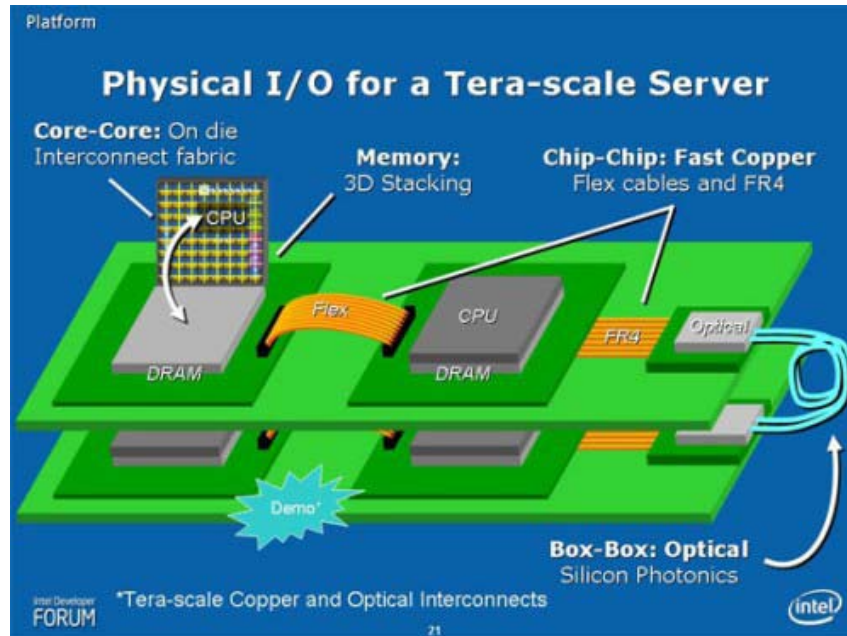 Platform
Physical I/O for a Tera-scale Server
Core-Core: On die
Interconnect fabric
Memory:
3D Stacking
Chip-Chip: Fast Copper
Flex cables and FR4
CPU
Flex
CPU
FR4
Optical
DRAM
DRAM
Demo*
Box-Box: Optical
Silicon Photonics
Intel Developer
FORUM
*Tera-scale Copper and Optical Interconnects
21
intel